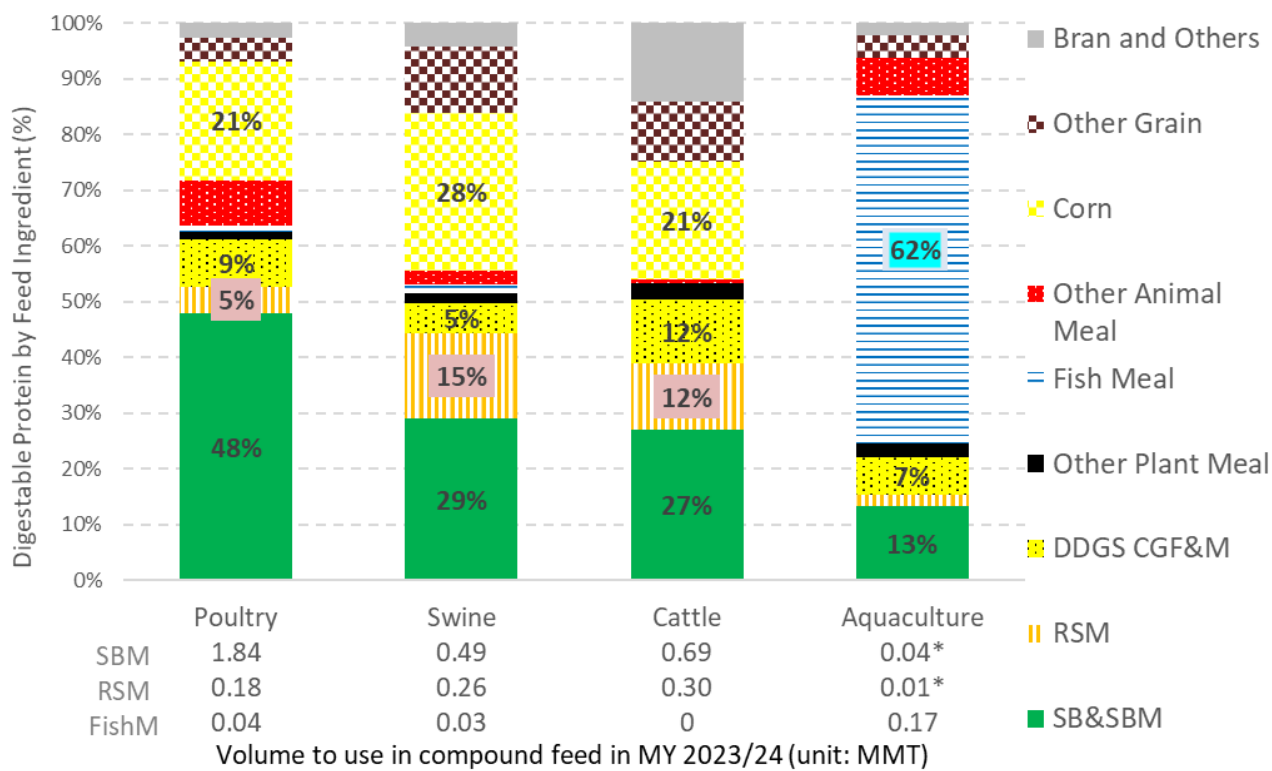 Digestable Protein by Feed Ingredient (%)
100%
90%
80%
70%
60%
50%
40%
30%
20%
10%
0%
21%
9%
5%
48%
28%
5%
15%
29%
21%
12%
12%
27%
62%
7%
13%
Bran and Others
Other Grain
Corn
Other Animal
Meal
Fish Meal
Other Plant Meal
DDGS CGF&M
RSM
SB&SBM
Poultry Swine Cattle Aquaculture
SBM 1.84 0.49 0.69 0.04*
RSM 0.18 0.26 0.30 0.01*
FishM 0.04 0.03 0 0.17
Volume to use in compound feed in MY 2023/24 (unit: MMT)